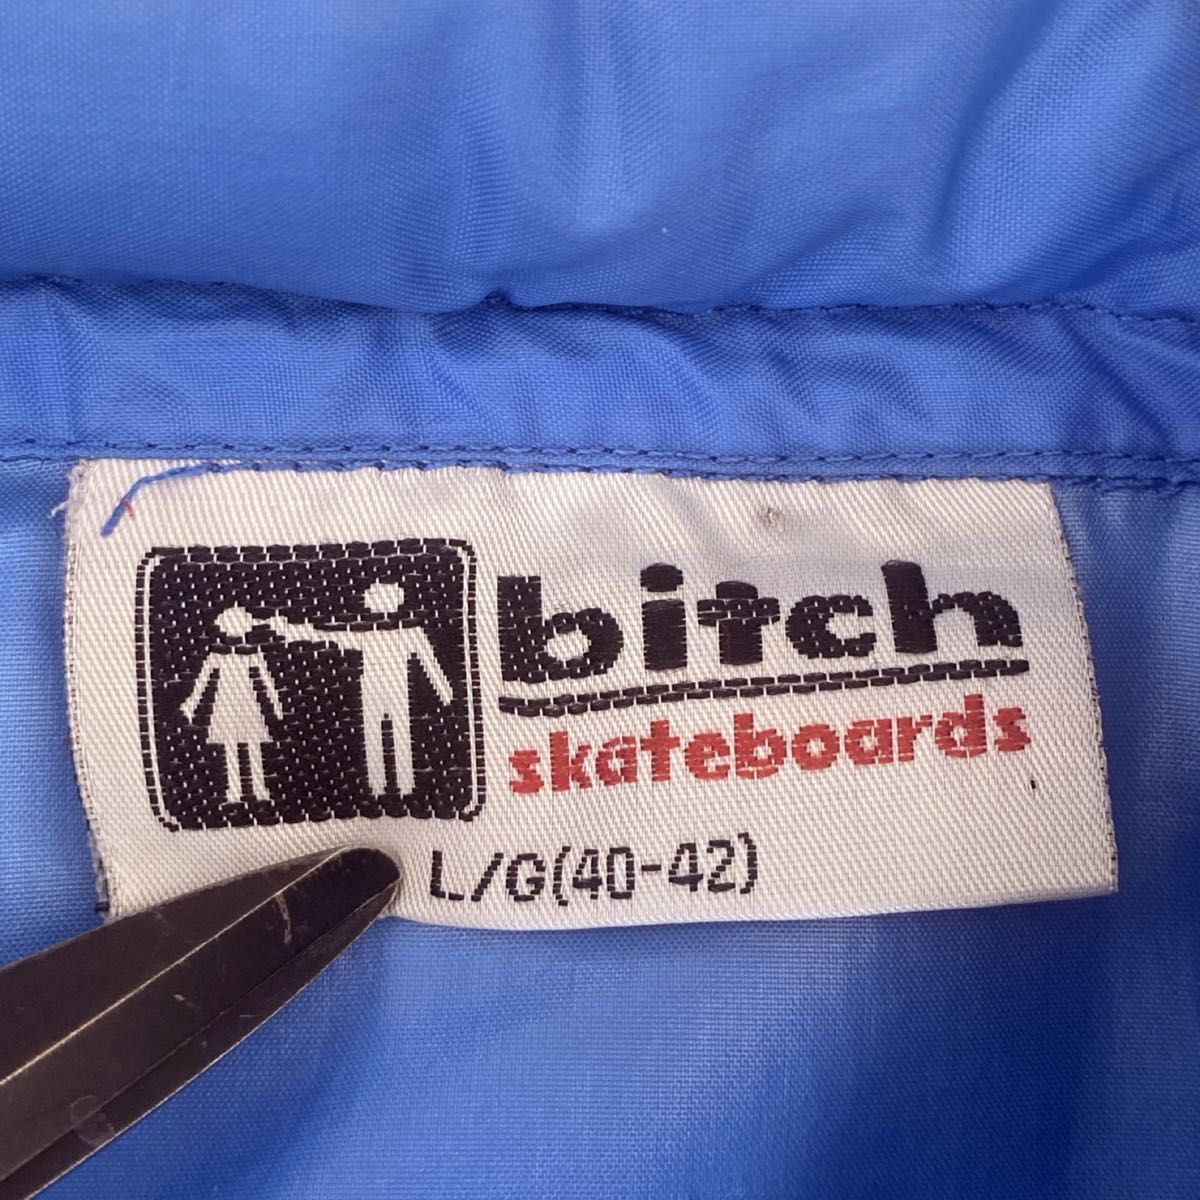 bitch
skateboards
L/G(40-42)